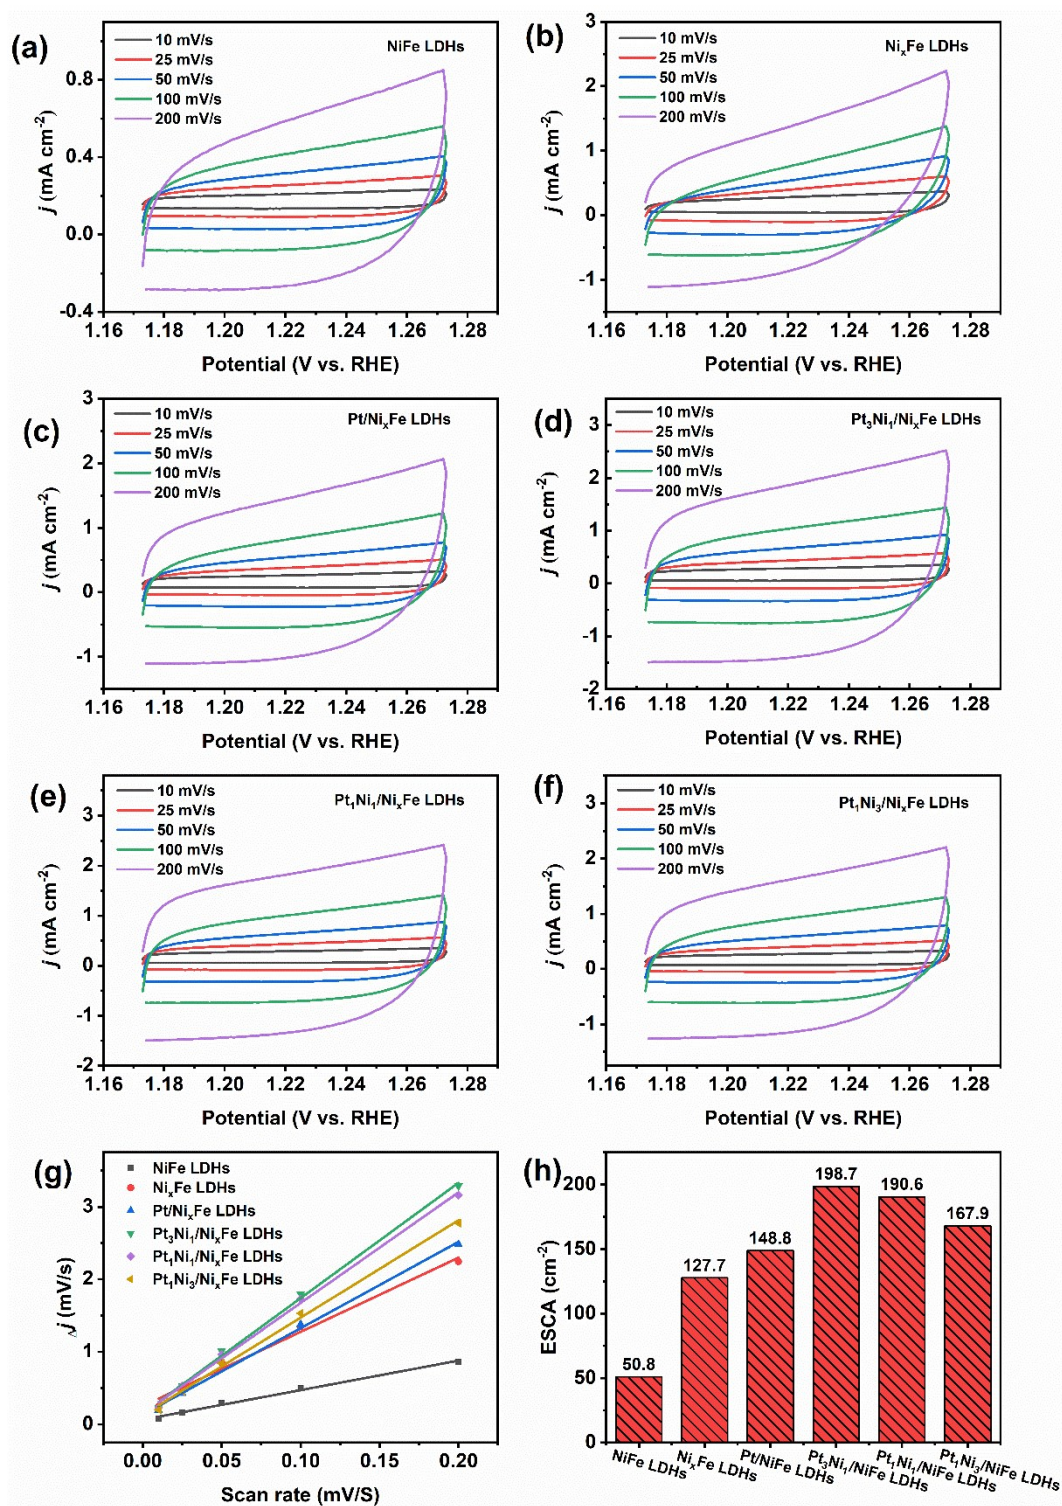 (a)
NiFe LDHs
10 mV/s
25 mV/s
50 mV/s
100 mV/s
200 mV/s
0.8
0.4
0.0
-0.4
j (mA cm⁻²)
1.16 1.20 1.24 1.28
Potential (V vs. RHE)
(b)
NiₓFe LDHs
10 mV/s
25 mV/s
50 mV/s
100 mV/s
200 mV/s
3
2
1
0
-1
j (mA cm⁻²)
1.16 1.20 1.24 1.28
Potential (V vs. RHE)
(c)
Pt/NiₓFe LDHs
10 mV/s
25 mV/s
50 mV/s
100 mV/s
200 mV/s
3
2
1
0
-1
j (mA cm⁻²)
1.16 1.18 1.20 1.22 1.24 1.26 1.28
Potential (V vs. RHE)
(d)
Pt₃Ni₁/NiₓFe LDHs
10 mV/s
25 mV/s
50 mV/s
100 mV/s
200 mV/s
3
2
1
0
-1
-2
j (mA cm⁻²)
1.16 1.18 1.20 1.22 1.24 1.26 1.28
Potential (V vs. RHE)
(e)
Pt₁Ni₁/NiₓFe LDHs
10 mV/s
25 mV/s
50 mV/s
100 mV/s
200 mV/s
3
2
1
0
-1
-2
j (mA cm⁻²)
1.16 1.18 1.20 1.22 1.24 1.26 1.28
Potential (V vs. RHE)
(f)
Pt₁Ni₃/NiₓFe LDHs
10 mV/s
25 mV/s
50 mV/s
100 mV/s
200 mV/s
3
2
1
0
-1
j (mA cm⁻²)
1.16 1.18 1.20 1.22 1.24 1.26 1.28
Potential (V vs. RHE)
(g)
NiFe LDHs
NiₓFe LDHs
Pt/NiₓFe LDHs
Pt₃Ni₁/NiₓFe LDHs
Pt₁Ni₁/NiₓFe LDHs
Pt₁Ni₃/NiₓFe LDHs
3
2
1
0
Δj (mV/s)
0.00 0.05 0.10 0.15 0.20
Scan rate (mV/S)
(h)
200
150
100
50
0
ESCA (cm⁻²)
50.8
127.7
148.8
198.7
190.6
167.9
NiFe LDHs
NiₓFe LDHs
Pt/NiFe LDHs
Pt₃Ni₁/NiFe LDHs
Pt₁Ni₁/NiFe LDHs
Pt₁Ni₃/NiFe LDHs